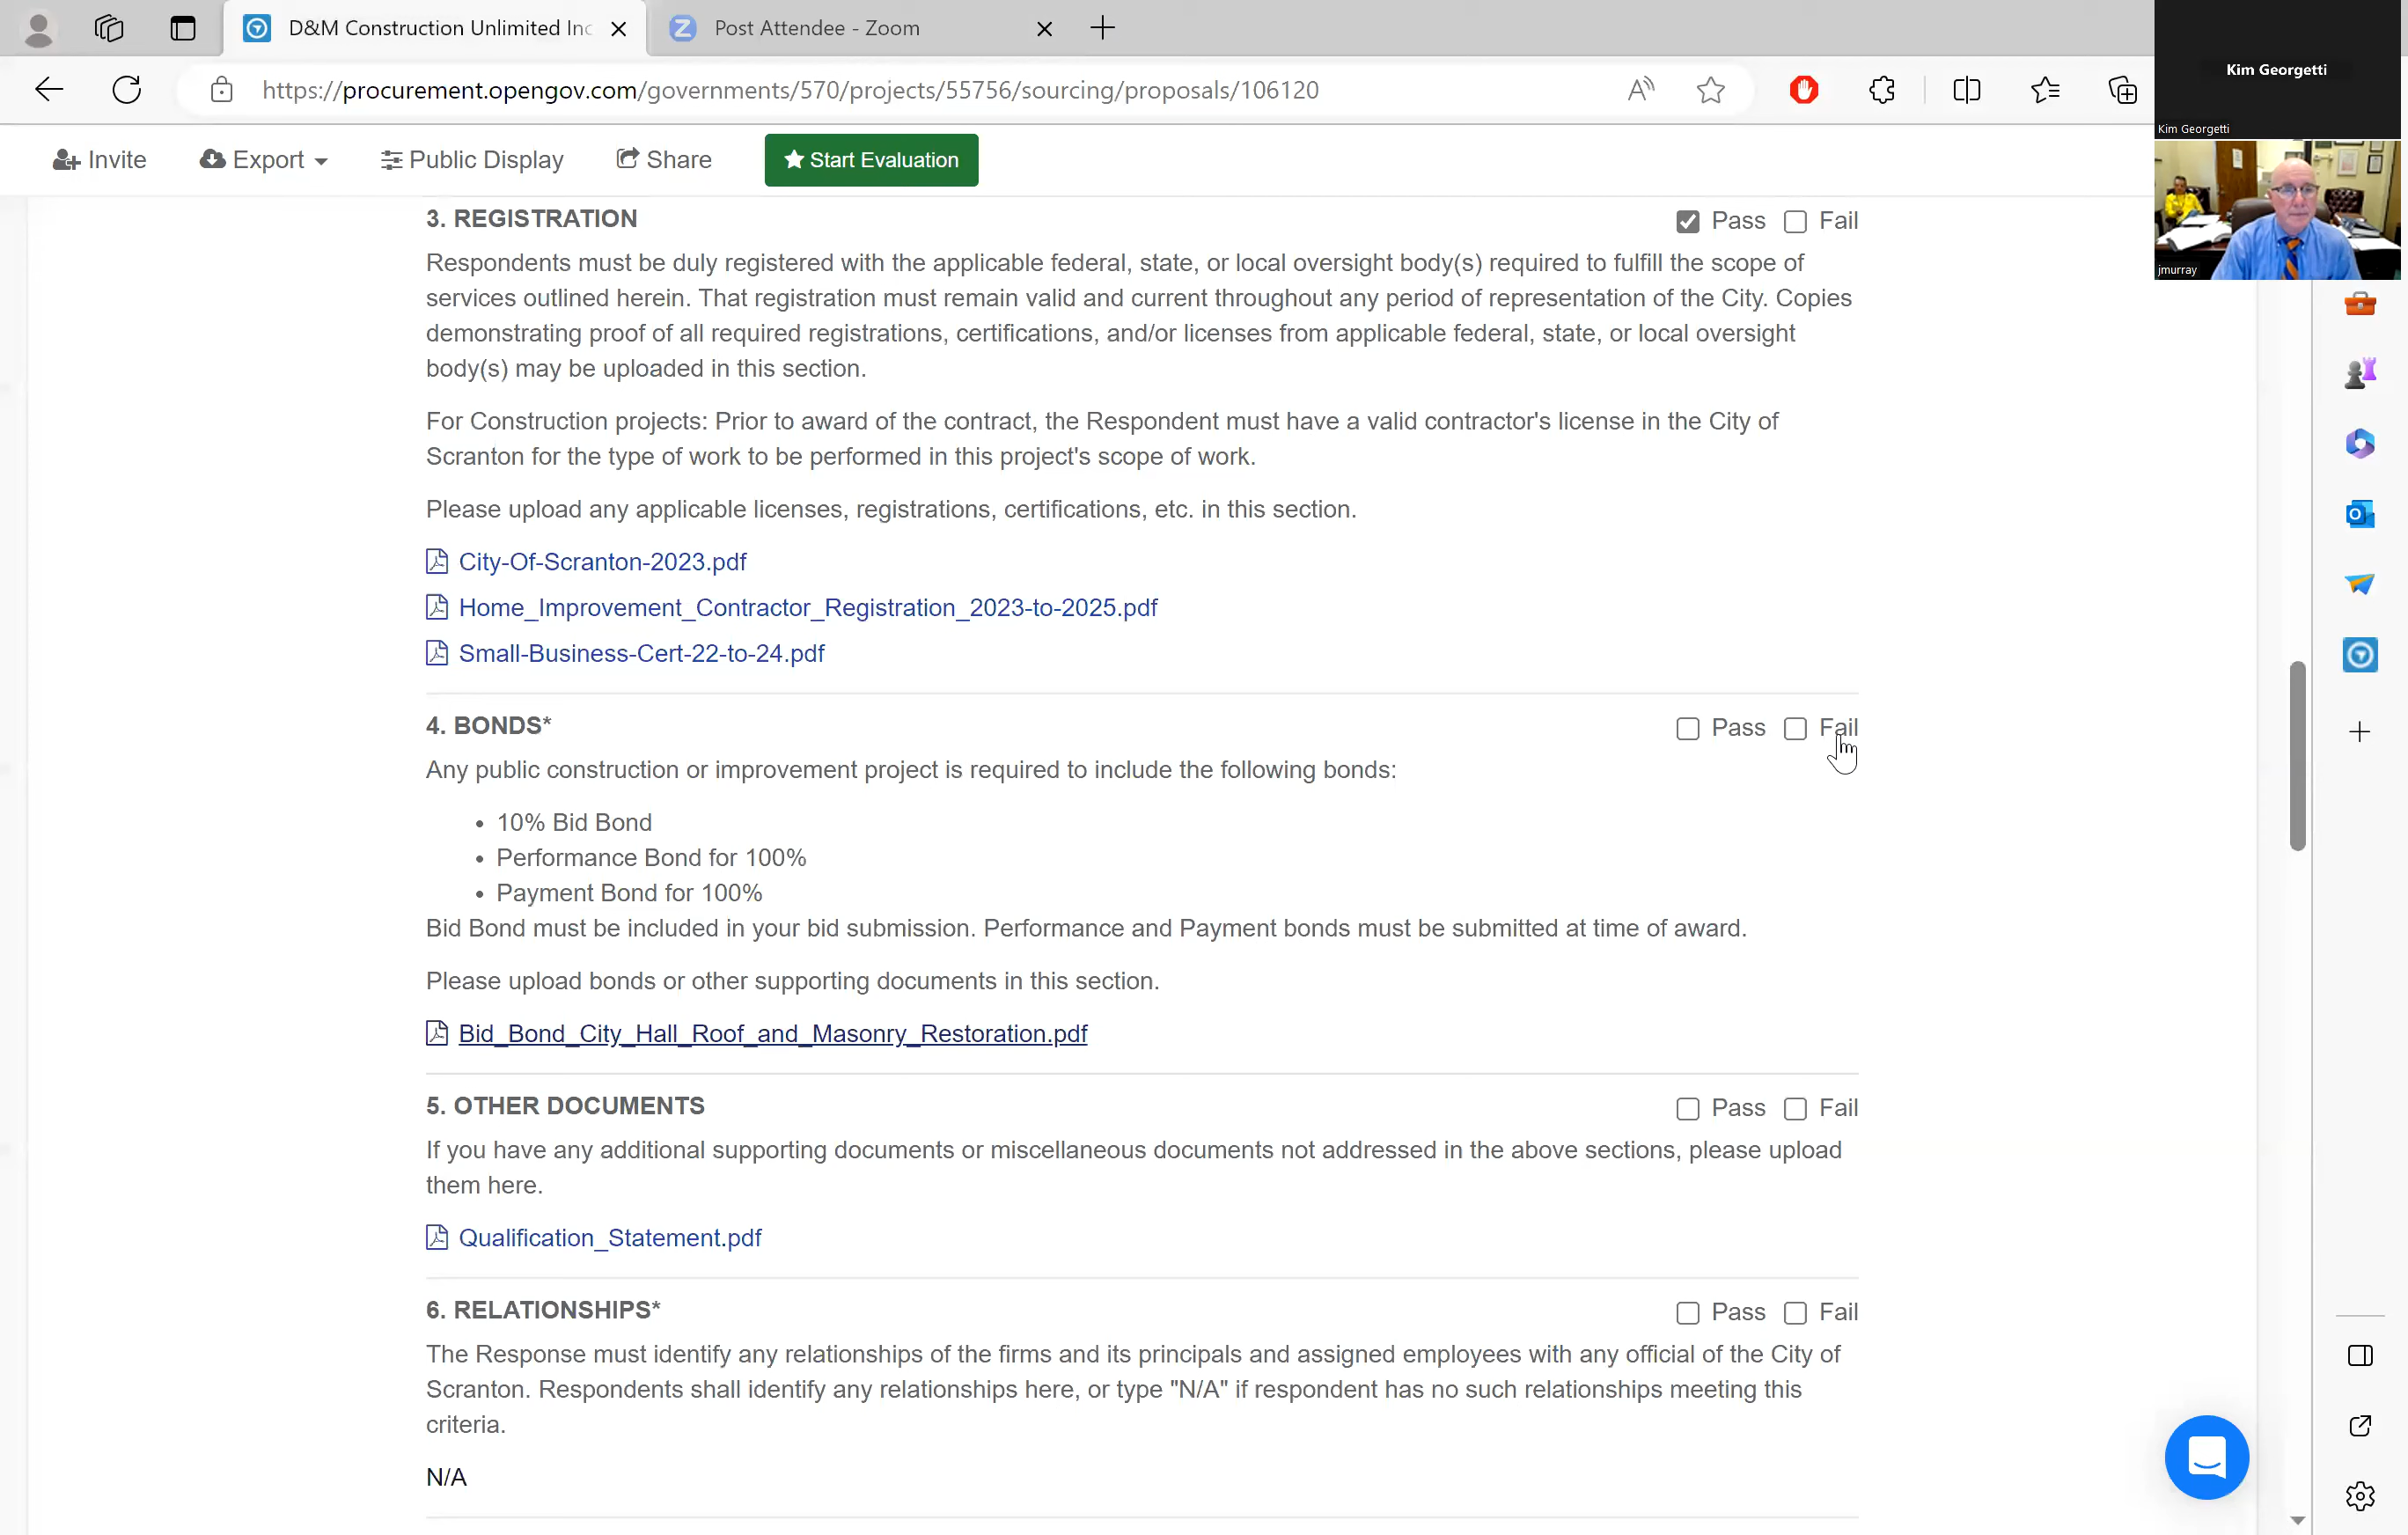 D&M Construction Unlimited Inc
Post Attendee - Zoom
https://procurement.opengov.com/governments/570/projects/55756/sourcing/proposals/106120
Kim Georgetti
Kim Georgetti
jmurray
Invite
Export
Public Display
Share
Start Evaluation
3. REGISTRATION
Pass
Fail
Respondents must be duly registered with the applicable federal, state, or local oversight body(s) required to fulfill the scope of
services outlined herein. That registration must remain valid and current throughout any period of representation of the City. Copies
demonstrating proof of all required registrations, certifications, and/or licenses from applicable federal, state, or local oversight
body(s) may be uploaded in this section.
For Construction projects: Prior to award of the contract, the Respondent must have a valid contractor's license in the City of
Scranton for the type of work to be performed in this project's scope of work.
Please upload any applicable licenses, registrations, certifications, etc. in this section.
City-Of-Scranton-2023.pdf
Home_Improvement_Contractor_Registration_2023-to-2025.pdf
Small-Business-Cert-22-to-24.pdf
4. BONDS*
Pass
Fail
Any public construction or improvement project is required to include the following bonds:
• 10% Bid Bond
• Performance Bond for 100%
• Payment Bond for 100%
Bid Bond must be included in your bid submission. Performance and Payment bonds must be submitted at time of award.
Please upload bonds or other supporting documents in this section.
Bid_Bond_City_Hall_Roof_and_Masonry_Restoration.pdf
5. OTHER DOCUMENTS
Pass
Fail
If you have any additional supporting documents or miscellaneous documents not addressed in the above sections, please upload
them here.
Qualification_Statement.pdf
6. RELATIONSHIPS*
Pass
Fail
The Response must identify any relationships of the firms and its principals and assigned employees with any official of the City of
Scranton. Respondents shall identify any relationships here, or type "N/A" if respondent has no such relationships meeting this
criteria.
N/A